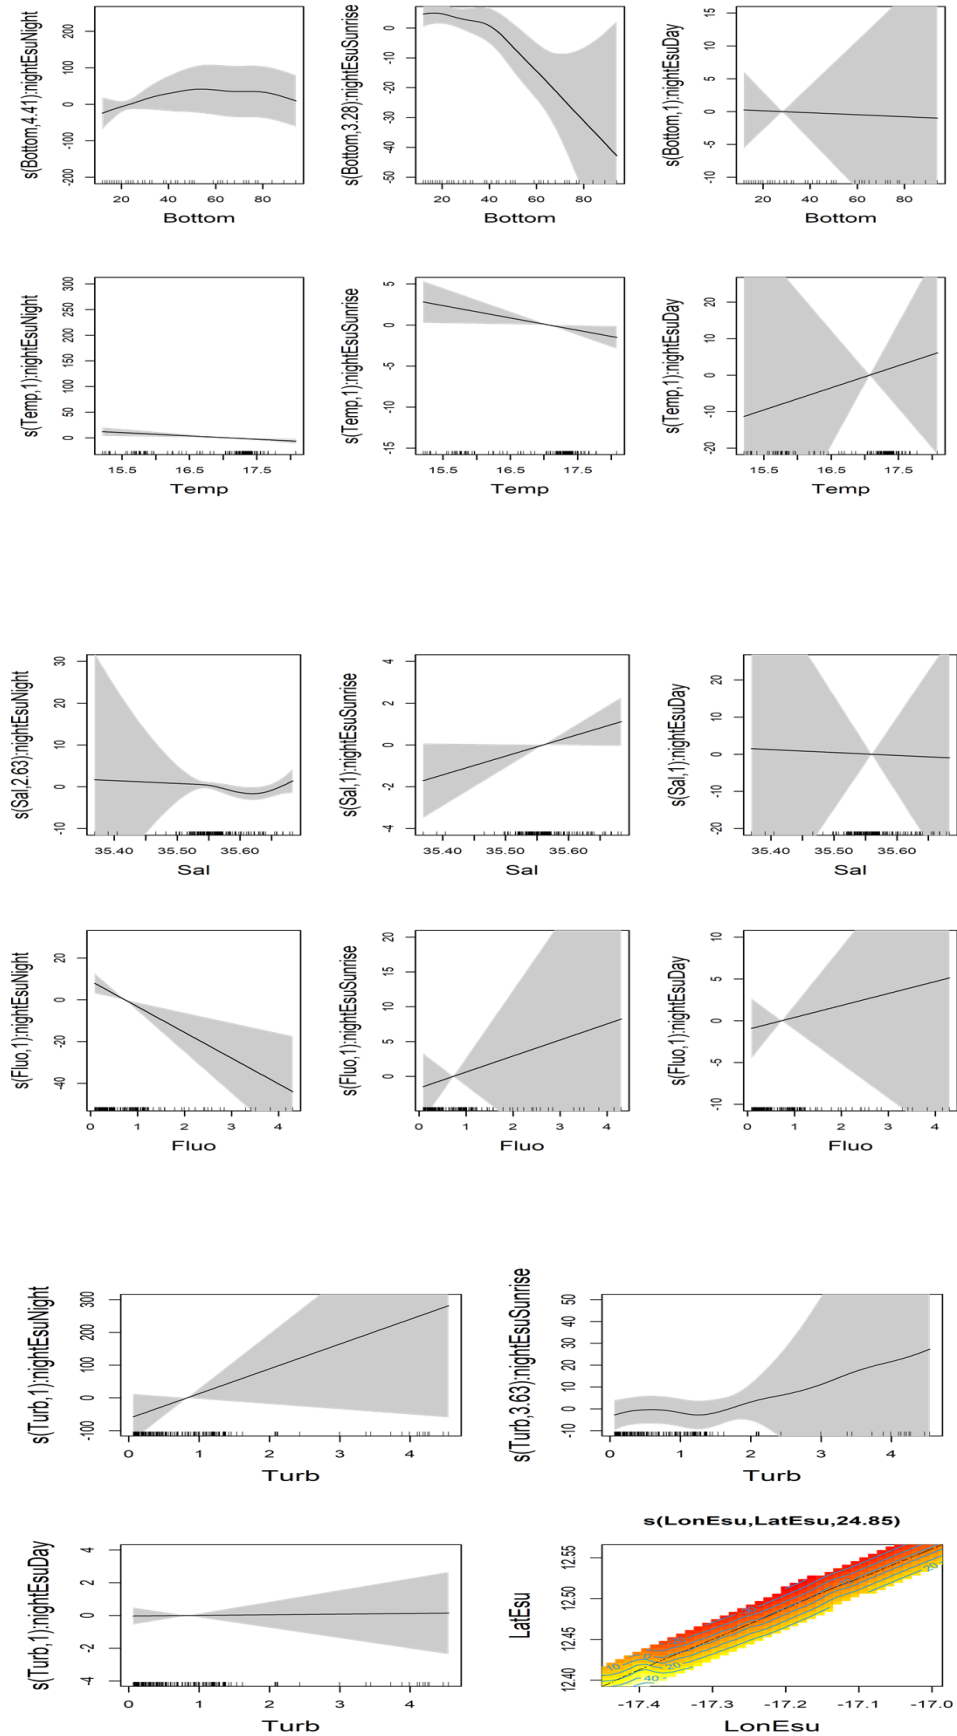 s(Bottom,4.41):nightEsuNight
-200 -100 0 100 200
20 40 60 80
Bottom
s(Bottom,3.28):nightEsuSunrise
-50 -40 -30 -20 -10 0
20 40 60 80
Bottom
s(Bottom,1):nightEsuDay
-10 -5 0 5 10 15
20 40 60 80
Bottom
s(Temp,1):nightEsuNight
0 50 100 150 200 250 300
15.5 16.5 17.5
Temp
s(Temp,1):nightEsuSunrise
-15 -10 -5 0 5
15.5 16.5 17.5
Temp
s(Temp,1):nightEsuDay
-20 -10 0 10 20
15.5 16.5 17.5
Temp
s(Sal,2.63):nightEsuNight
-10 0 10 20 30
35.40 35.50 35.60
Sal
s(Sal,1):nightEsuSunrise
4 -2 0 2 4
35.40 35.50 35.60
Sal
s(Sal,1):nightEsuDay
-20 -10 0 10 20
35.40 35.50 35.60
Sal
s(Fluo,1):nightEsuNight
40 -20 0 20
0 1 2 3 4
Fluo
s(Fluo,1):nightEsuSunrise
0 5 10 15 20
0 1 2 3 4
Fluo
s(Fluo,1):nightEsuDay
-10 -5 0 5 10
0 1 2 3 4
Fluo
s(Turb,1):nightEsuNight
-100 0 100 200 300
0 1 2 3 4
Turb
s(Turb,3.63):nightEsuSunrise
-10 0 10 20 30 40 50
0 1 2 3 4
Turb
s(Turb,1):nightEsuDay
4 -2 0 2 4
0 1 2 3 4
Turb
s(LonEsu,LatEsu,24.85)
LatEsu
12.40 12.45 12.50 12.55
-17.4 -17.3 -17.2 -17.1 -17.0
LonEsu